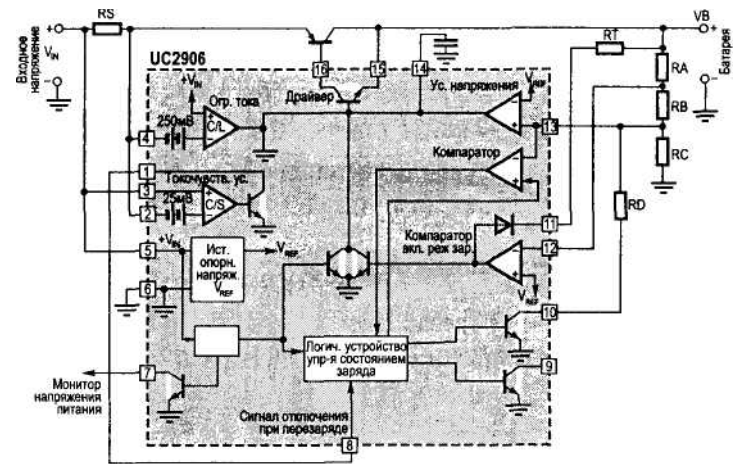 RS
VB
+
+
Входное
напряжение
VIN
−
RT
RA
−
Батарея
RB
RC
RD
UC2906
16
15
14
Драйвер
+VIN
Огр. тока
250мВ
4
C/L
+
−
Ус. напряжения
VREF
−
+
13
Компаратор
−
+
1
Токочувств. ус.
3
25мВ
C/S
+
−
2
11
Компаратор
вкл. реж зар.
12
−
+
VREF
5
+VIN
Ист.
опорн.
напряж.
VREF
VREF
6
10
Логич. устройство
упр-я состоянием
заряда
9
7
Монитор
напряжения
питания
Сигнал отключения
при перезаряде
8